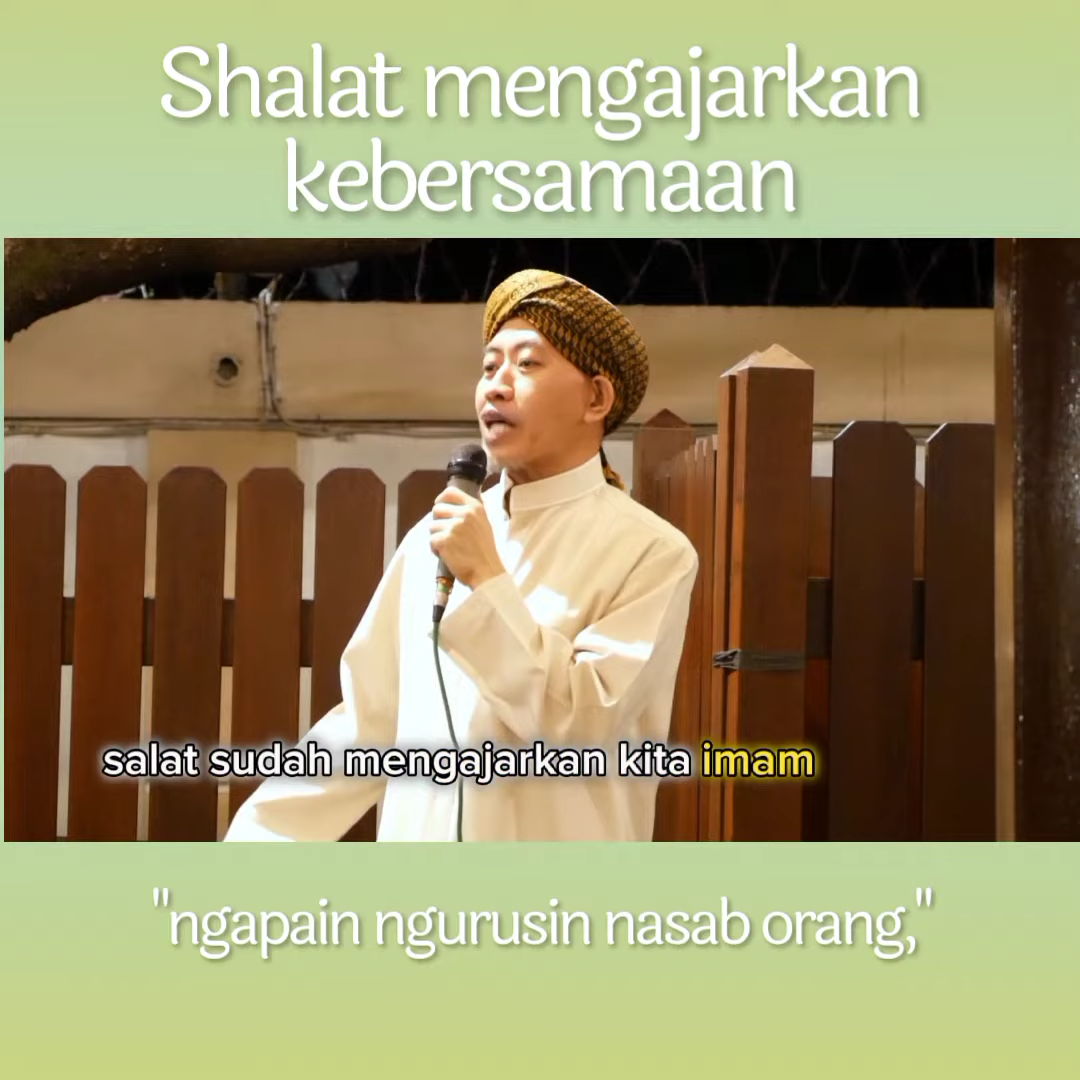 Shalat mengajarkan
kebersamaan
salat sudah mengajarkan kita imam
"ngapain ngurusin nasab orang,"